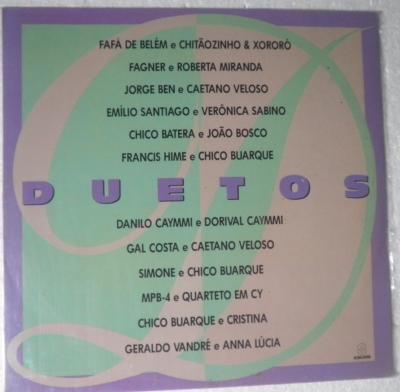 FAFÁ DE BELÉM e CHITÃOZINHO & XORORÓ
FAGNER e ROBERTA MIRANDA
JORGE BEN e CAETANO VELOSO
EMÍLIO SANTIAGO e VERÔNICA SABINO
CHICO BATERA e JOÃO BOSCO
FRANCIS HIME e CHICO BUARQUE
DUETOS
DANILO CAYMMI e DORIVAL CAYMMI
GAL COSTA e CAETANO VELOSO
SIMONE e CHICO BUARQUE
MPB-4 e QUARTETO EM CY
CHICO BUARQUE e CRISTINA
GERALDO VANDRÉ e ANNA LÚCIA